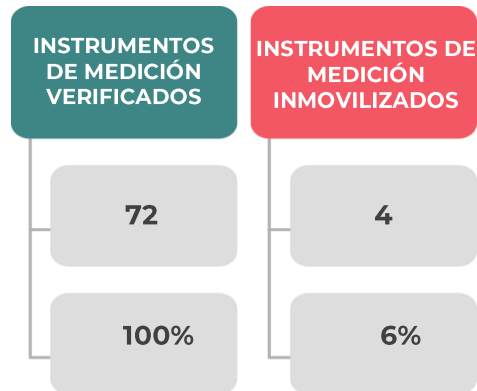 INSTRUMENTOS
DE MEDICIÓN
VERIFICADOS
72
100%
INSTRUMENTOS DE
MEDICIÓN
INMOVILIZADOS
4
6%